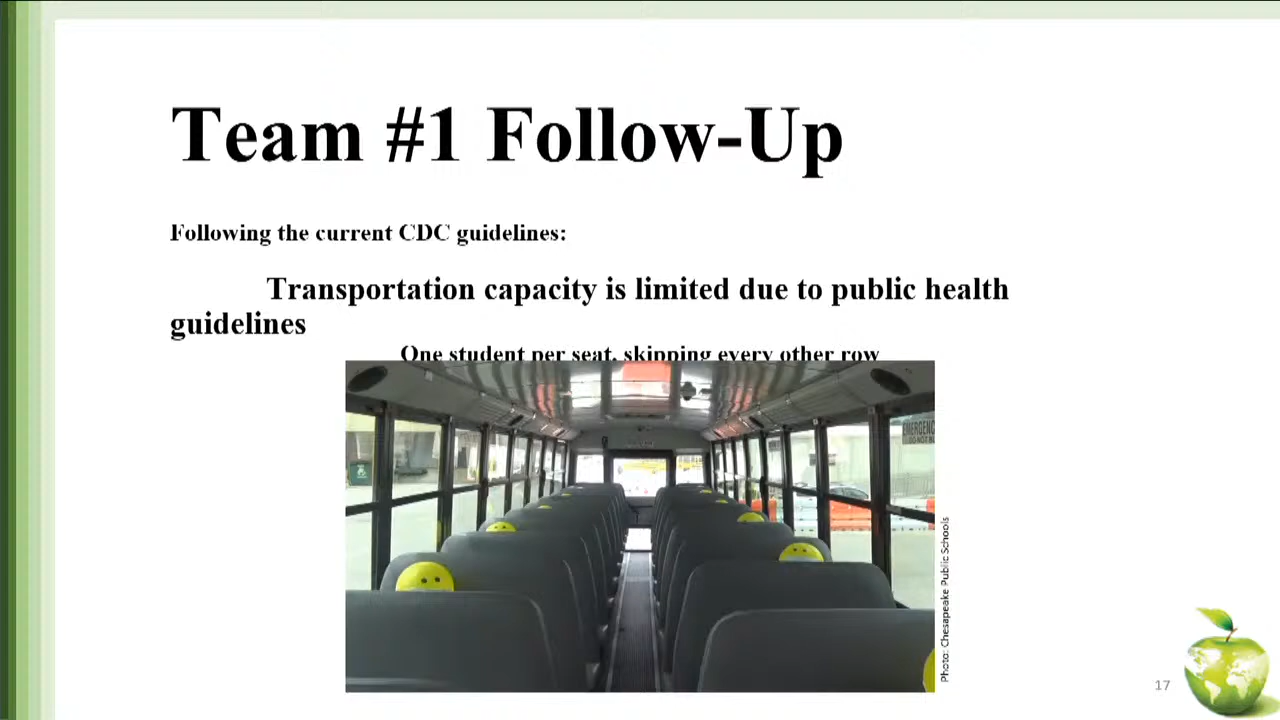 Team #1 Follow-Up
Following the current CDC guidelines:
Transportation capacity is limited due to public health
guidelines
One student per seat, skipping every other row
EMERGENC
Photo: Chesapeake Public Schools
17